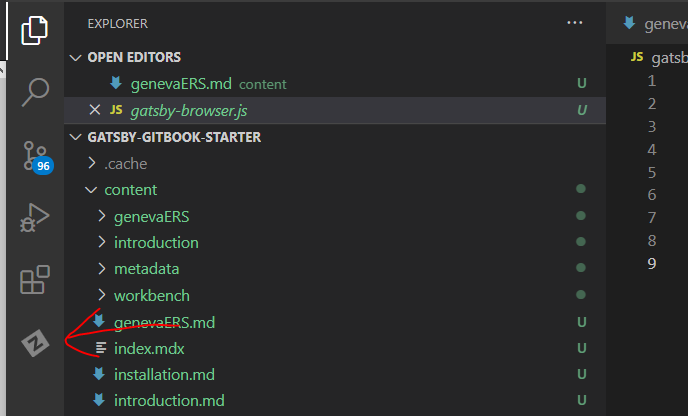 EXPLORER
···
geneva
OPEN EDITORS
genevaERS.md content U
JS gatsby-browser.js U
JS gatsb
GATSBY-GITBOOK-STARTER
.cache
content
genevaERS
introduction
metadata
workbench
genevaERS.md U
index.mdx U
installation.md U
introduction.md U
96
Z
1
2
3
4
5
6
7
8
9